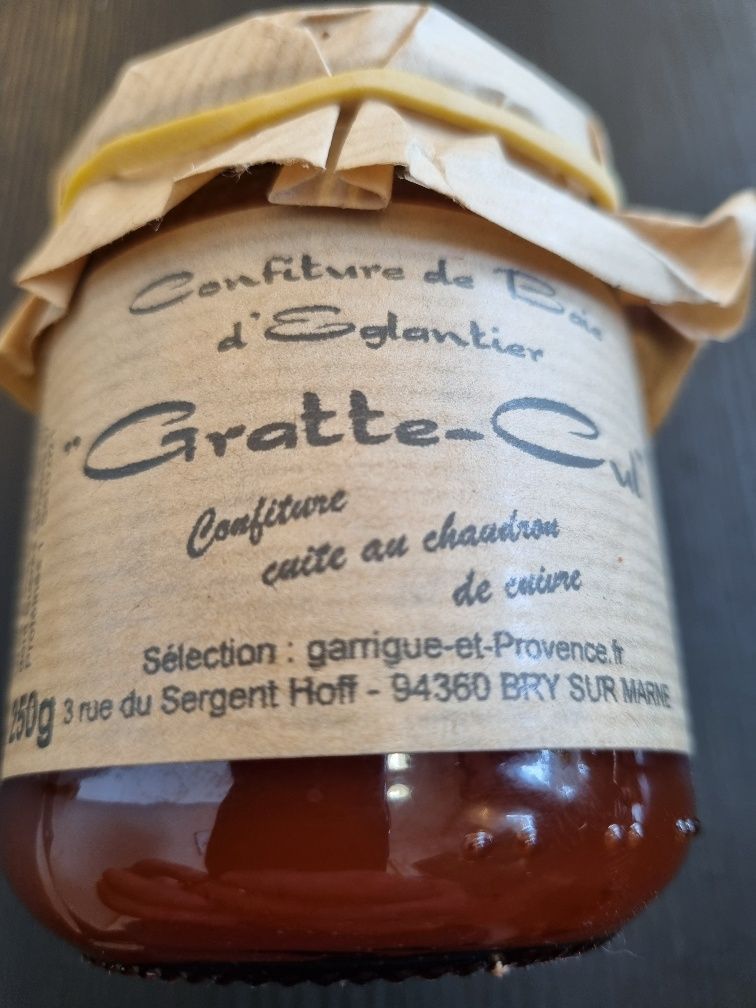 Confiture de Baie
d'Eglantier
"Gratte-Cul"
Confiture
cuite au chaudron
de cuivre
Sélection : garrigue-et-Provence.fr
250g 3 rue du Sergent Hoff - 94360 BRY SUR MARNE